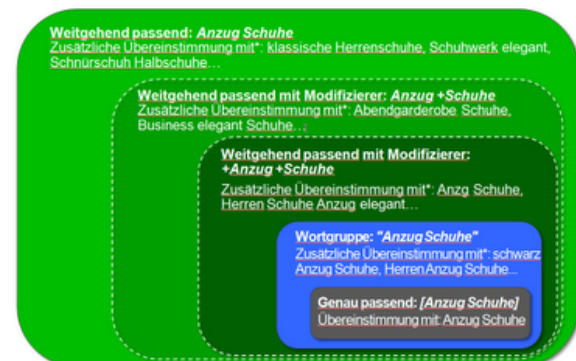 Weitgehend passend: Anzug Schuhe
Zusätzliche Übereinstimmung mit*: klassische Herrenschuhe, Schuhwerk elegant,
Schnürschuh Halbschuhe…
Weitgehend passend mit Modifizierer: Anzug +Schuhe
Zusätzliche Übereinstimmung mit*: Abendgarderobe Schuhe,
Business elegant Schuhe…
Weitgehend passend mit Modifizierer:
+Anzug +Schuhe
Zusätzliche Übereinstimmung mit*: Anzg Schuhe,
Herren Schuhe Anzug elegant…
Wortgruppe: "Anzug Schuhe"
Zusätzliche Übereinstimmung mit*: schwarz
Anzug Schuhe, Herren Anzug Schuhe...
Genau passend: [Anzug Schuhe]
Übereinstimmung mit: Anzug Schuhe